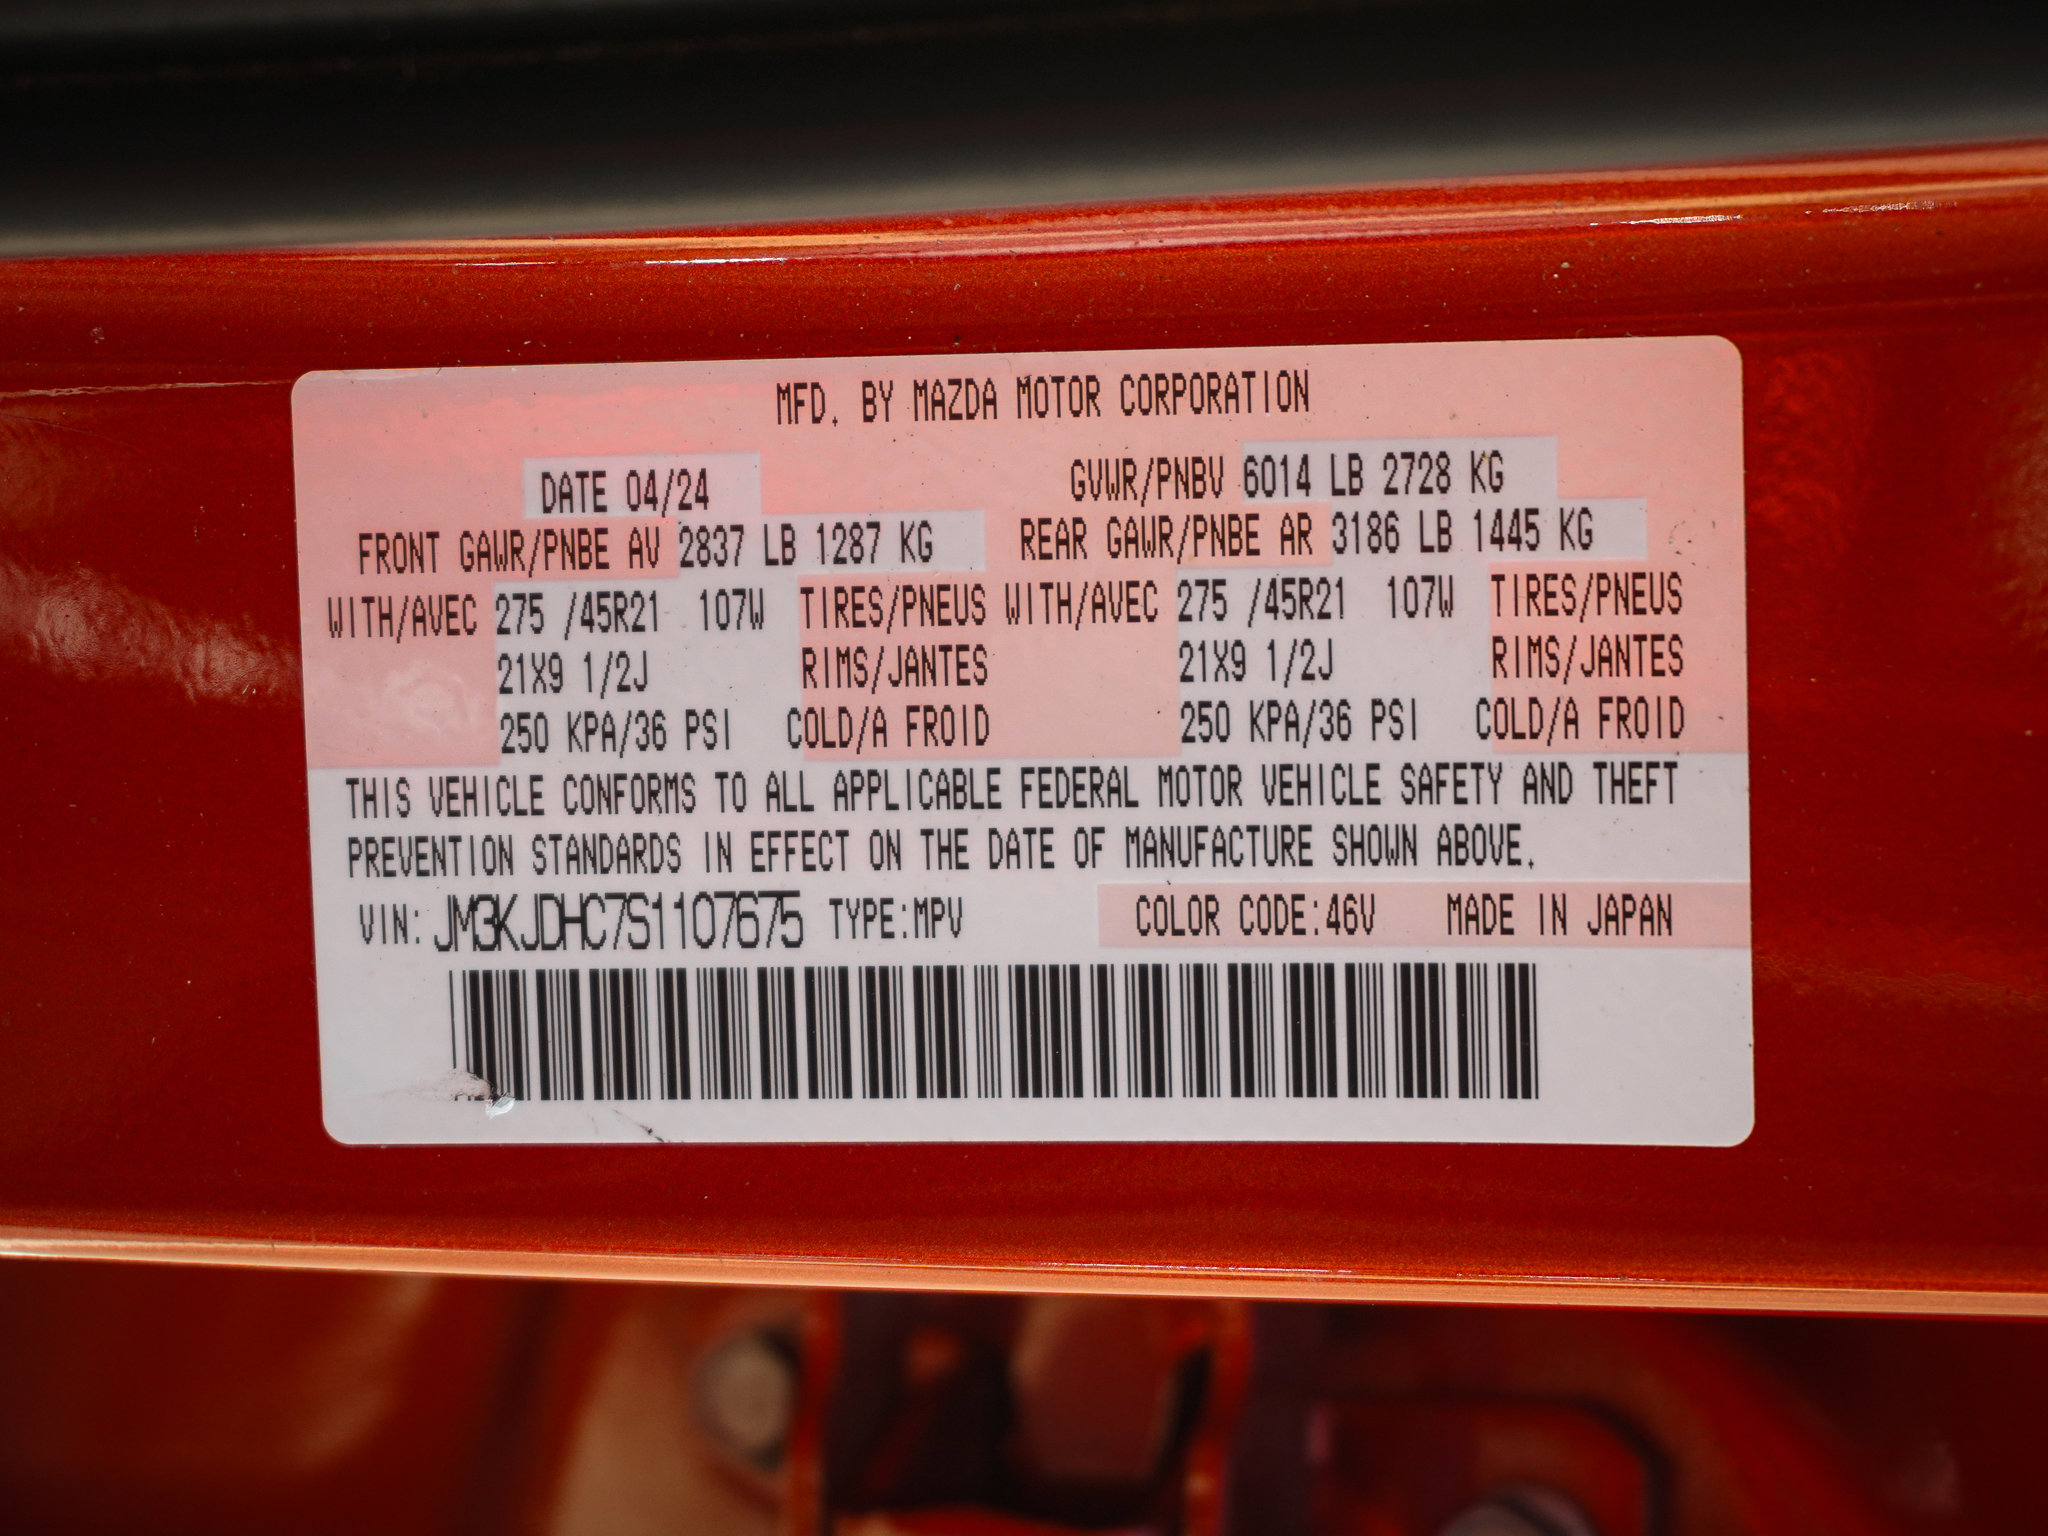 MFD. BY MAZDA MOTOR CORPORATION
DATE 04/24 GVWR/PNBV 6014 LB 2728 KG
FRONT GAWR/PNBE AV 2837 LB 1287 KG REAR GAWR/PNBE AR 3186 LB 1445 KG
WITH/AVEC 275 /45R21 107W TIRES/PNEUS WITH/AVEC 275 /45R21 107W TIRES/PNEUS
21X9 1/2J RIMS/JANTES 21X9 1/2J RIMS/JANTES
250 KPA/36 PSI COLD/A FROID 250 KPA/36 PSI COLD/A FROID
THIS VEHICLE CONFORMS TO ALL APPLICABLE FEDERAL MOTOR VEHICLE SAFETY AND THEFT
PREVENTION STANDARDS IN EFFECT ON THE DATE OF MANUFACTURE SHOWN ABOVE.
VIN: JM3KJDHC7S1107675 TYPE:MPV COLOR CODE:46V MADE IN JAPAN